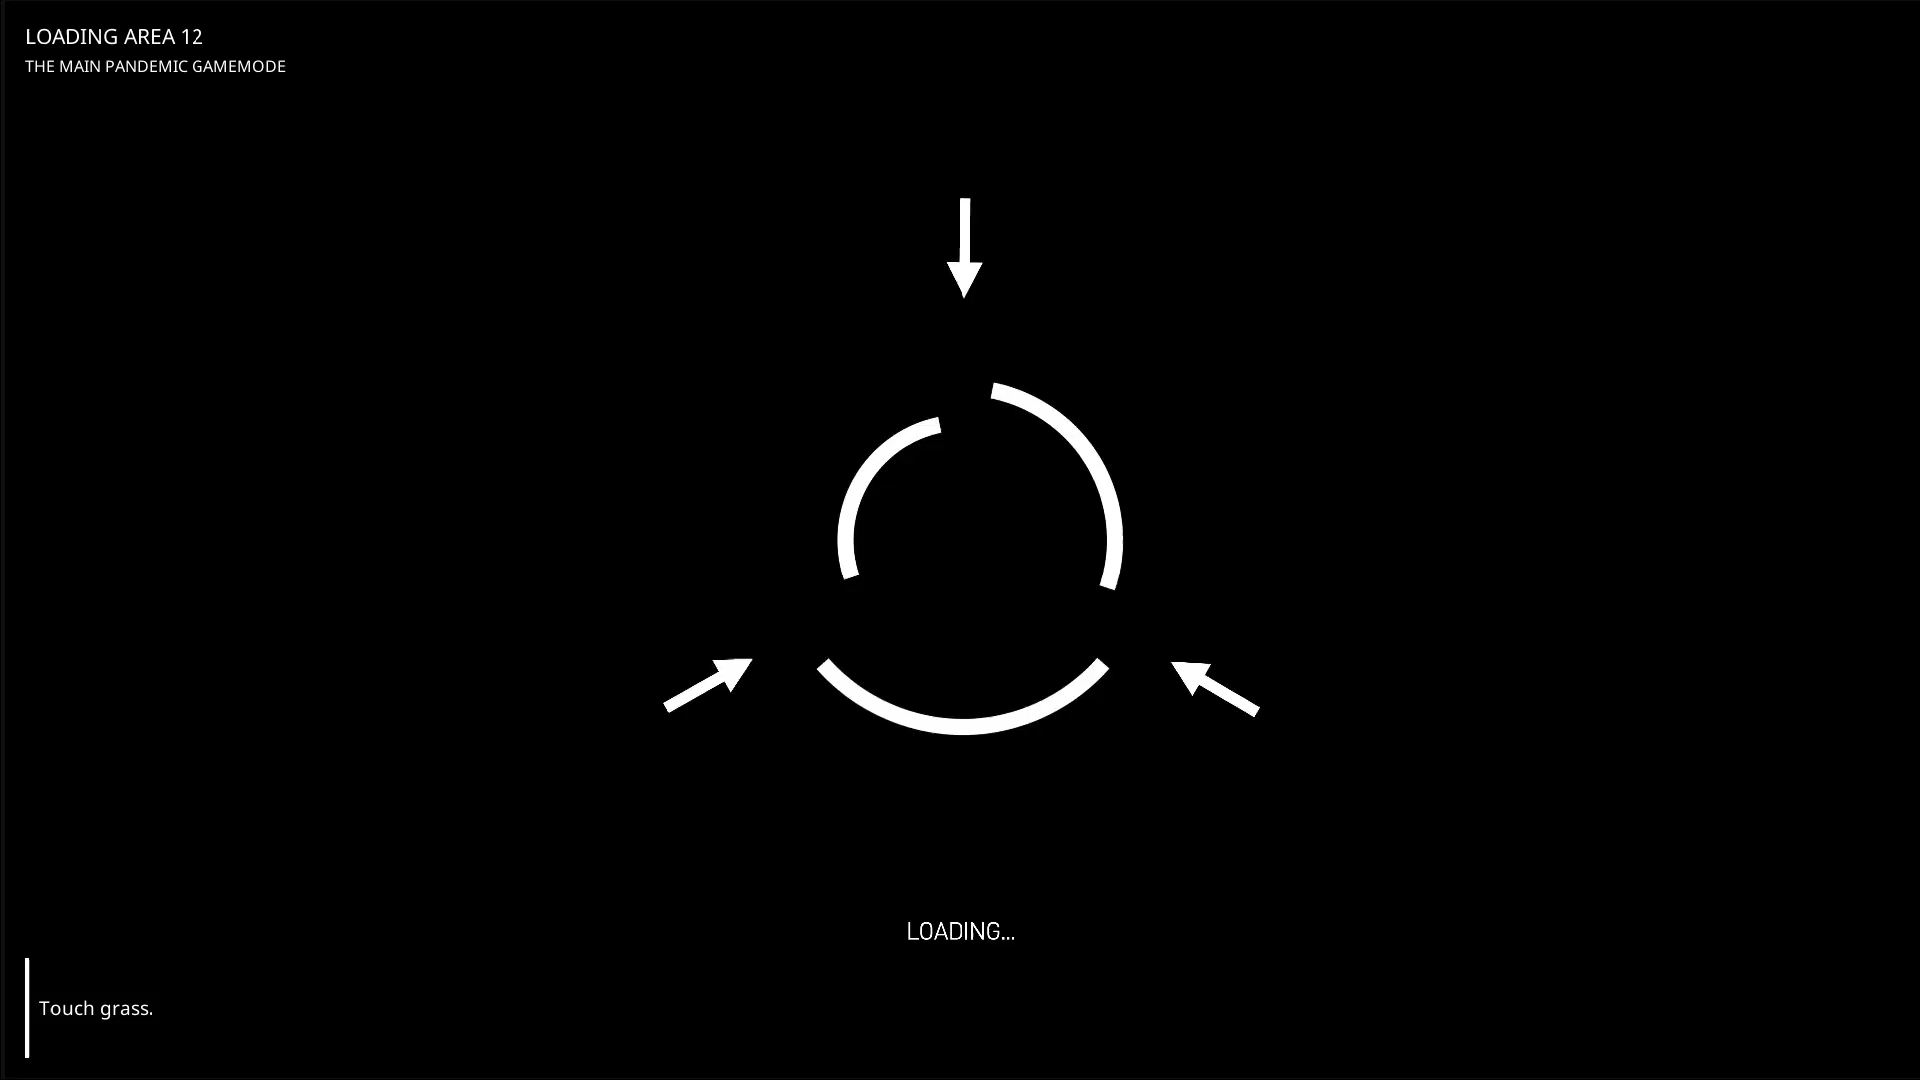 LOADING AREA 12
THE MAIN PANDEMIC GAMEMODE
LOADING...
Touch grass.